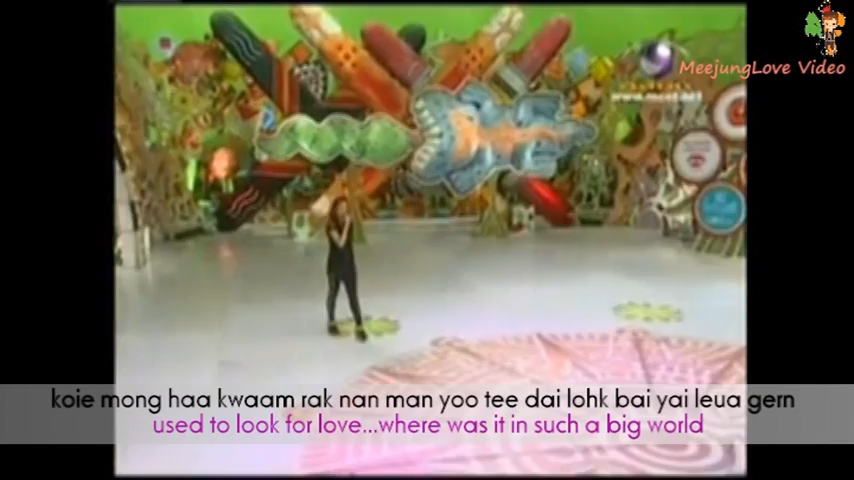 MeejungLove Video
koie mong haa kwaam rak nan man yoo tee dai lohk bai yai leua gern
used to look for love...where was it in such a big world